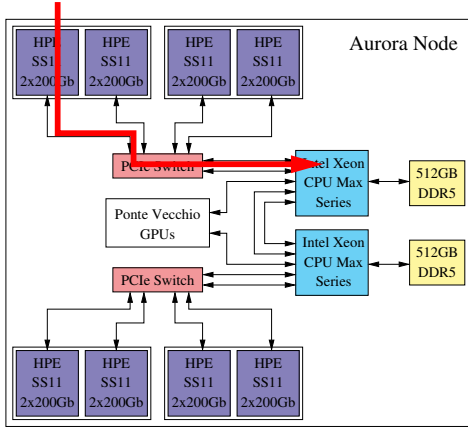 HPE
SS11
2x200Gb
HPE
SS11
2x200Gb
HPE
SS11
2x200Gb
HPE
SS11
2x200Gb
Aurora Node
PCIe Switch
Intel Xeon
CPU Max
Series
512GB
DDR5
Ponte Vecchio
GPUs
Intel Xeon
CPU Max
Series
512GB
DDR5
PCIe Switch
HPE
SS11
2x200Gb
HPE
SS11
2x200Gb
HPE
SS11
2x200Gb
HPE
SS11
2x200Gb